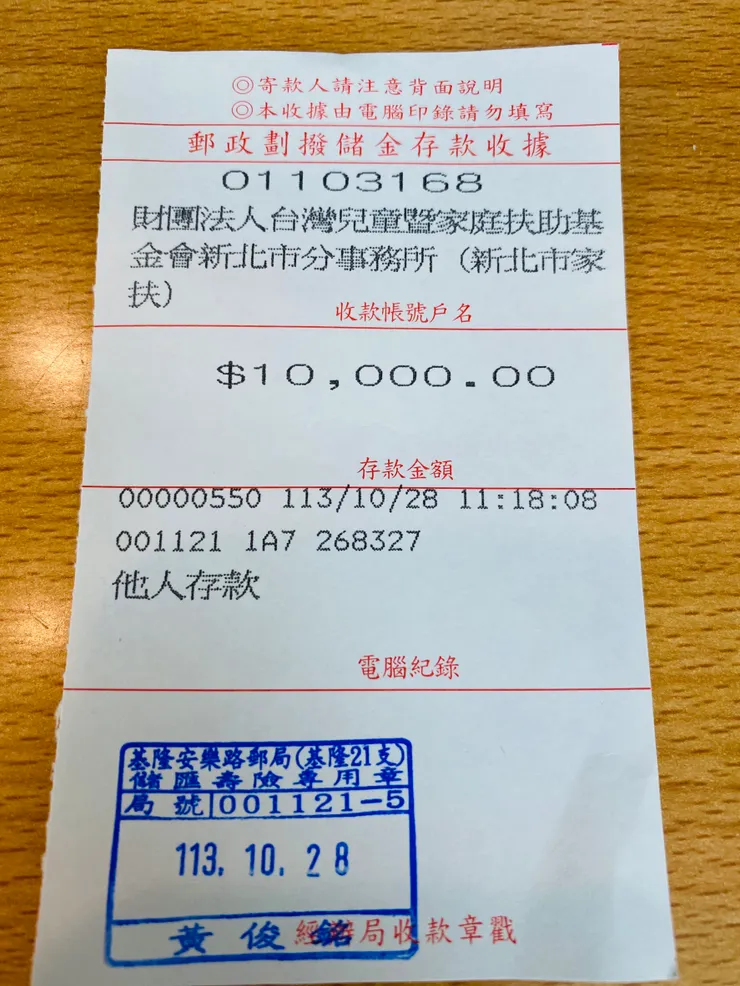 ◎寄款人請注意背面說明
◎本收據由電腦印錄請勿填寫
郵政劃撥儲金存款收據
01103168
財團法人台灣兒童暨家庭扶助基
金會新北市分事務所（新北市家
扶）
收款帳號戶名
$10,000.00
存款金額
00000550 113/10/28 11:18:08
001121 1A7 268327
他人存款
電腦紀錄
基隆安樂路郵局(基隆21支)
儲匯壽險專用章
局號 001121-5
113. 10. 28
黃俊銘
經辦局收款章戳